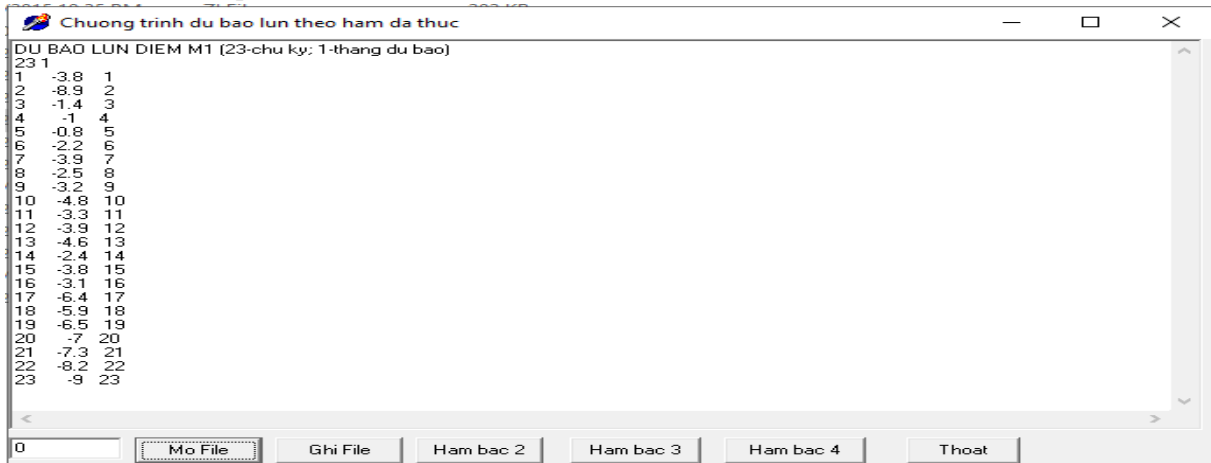 Chuong trinh du bao lun theo ham da thuc
DU BAO LUN DIEM M1 (23-chu ky; 1-thang du bao)
23 1
1 -3.8 1
2 -8.9 2
3 -1.4 3
4 -1 4
5 -0.8 5
6 -2.2 6
7 -3.9 7
8 -2.5 8
9 -3.2 9
10 -4.8 10
11 -3.3 11
12 -3.9 12
13 -4.6 13
14 -2.4 14
15 -3.8 15
16 -3.1 16
17 -6.4 17
18 -5.9 18
19 -6.5 19
20 -7 20
21 -7.3 21
22 -8.2 22
23 -9 23
0 Mo File Ghi File Ham bac 2 Ham bac 3 Ham bac 4 Thoat